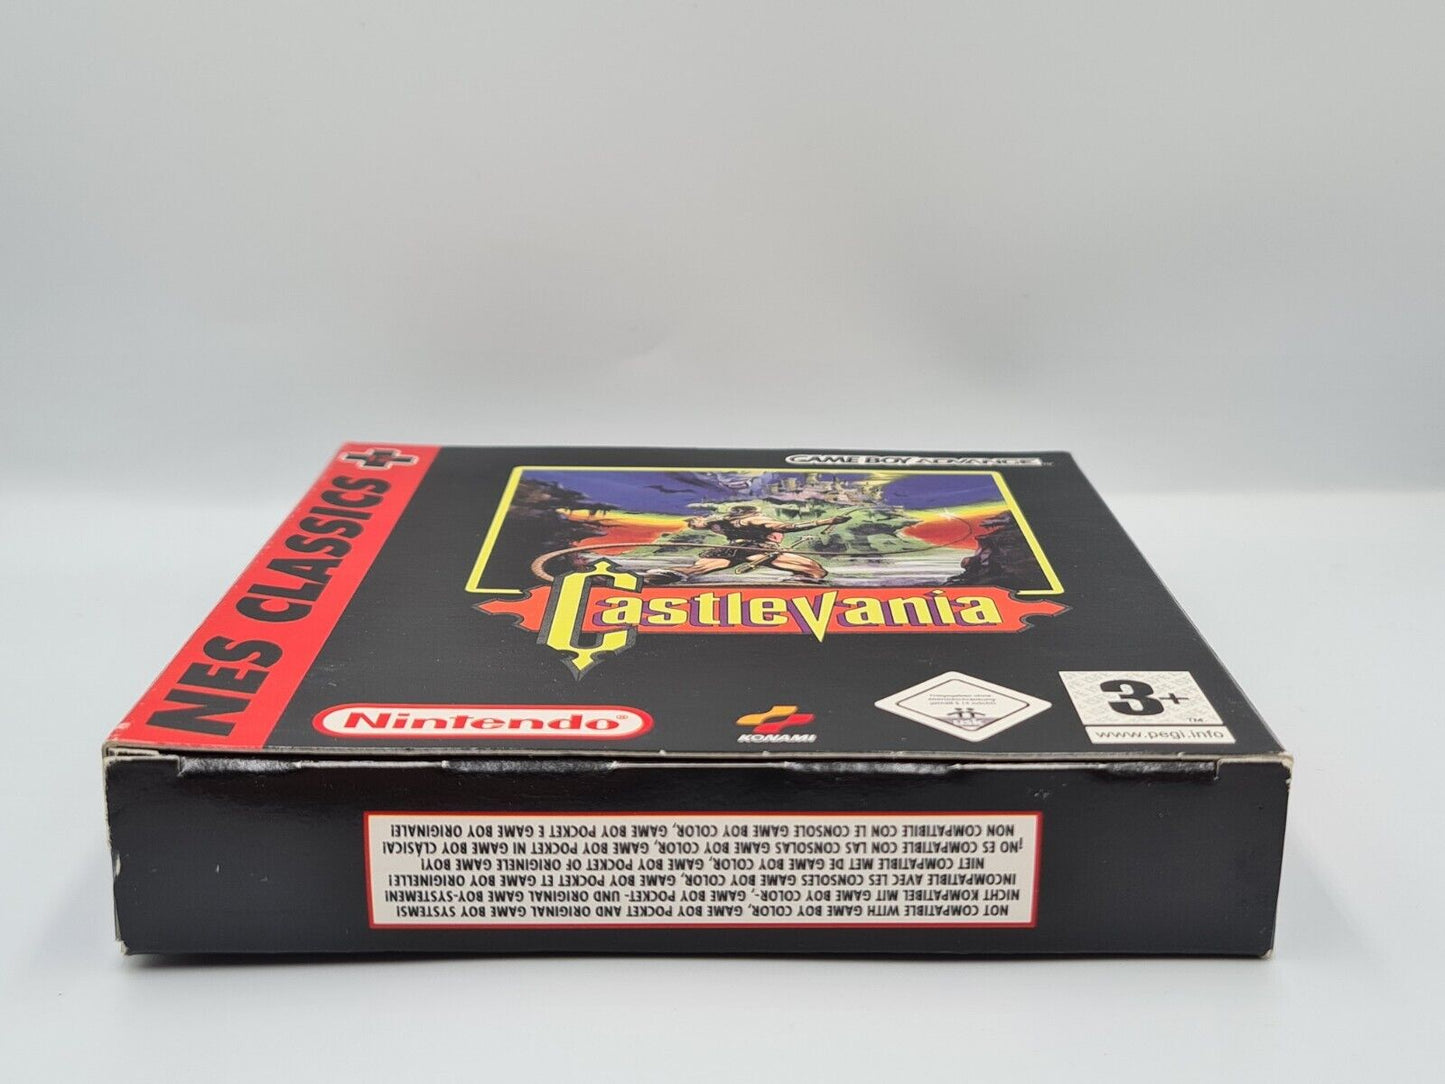 NES CLASSICS
GAME BOY ADVANCE
Castlevania
Nintendo®
KONAMI
USK
3+
™
www.pegi.info
NOT COMPATIBLE WITH GAME BOY COLOR, GAME BOY POCKET AND ORIGINAL GAME BOY SYSTEMS!
NICHT KOMPATIBEL MIT GAME BOY COLOR-, GAME BOY POCKET- UND ORIGINAL GAME BOY-SYSTEMEN!
INCOMPATIBLE AVEC LES CONSOLES GAME BOY COLOR, GAME BOY POCKET ET GAME BOY ORIGINELLE!
NIET COMPATIBEL MET DE GAME BOY COLOR, GAME BOY POCKET OF ORIGINELE GAME BOY!
¡NO ES COMPATIBLE CON LAS CONSOLAS GAME BOY COLOR, GAME BOY POCKET NI GAME BOY CLÁSICA!
NON COMPATIBILE CON LE CONSOLE GAME BOY COLOR, GAME BOY POCKET E GAME BOY ORIGINALE!